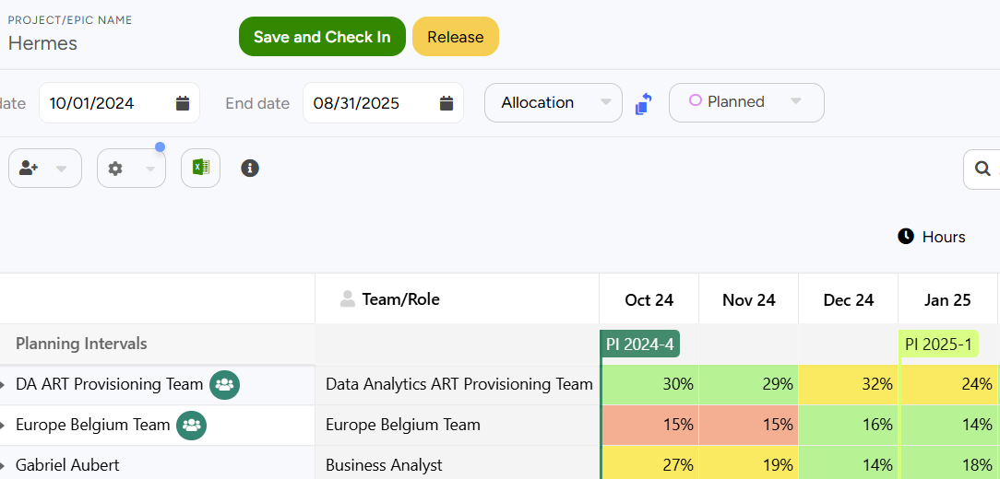 PROJECT/EPIC NAME
Hermes
Save and Check In
Release
date
10/01/2024
End date
08/31/2025
Allocation
Planned
Hours
Team/Role
Oct 24
Nov 24
Dec 24
Jan 25
Planning Intervals
PI 2024-4
PI 2025-1
DA ART Provisioning Team
Data Analytics ART Provisioning Team
30%
29%
32%
24%
Europe Belgium Team
Europe Belgium Team
15%
15%
16%
14%
Gabriel Aubert
Business Analyst
27%
19%
14%
18%